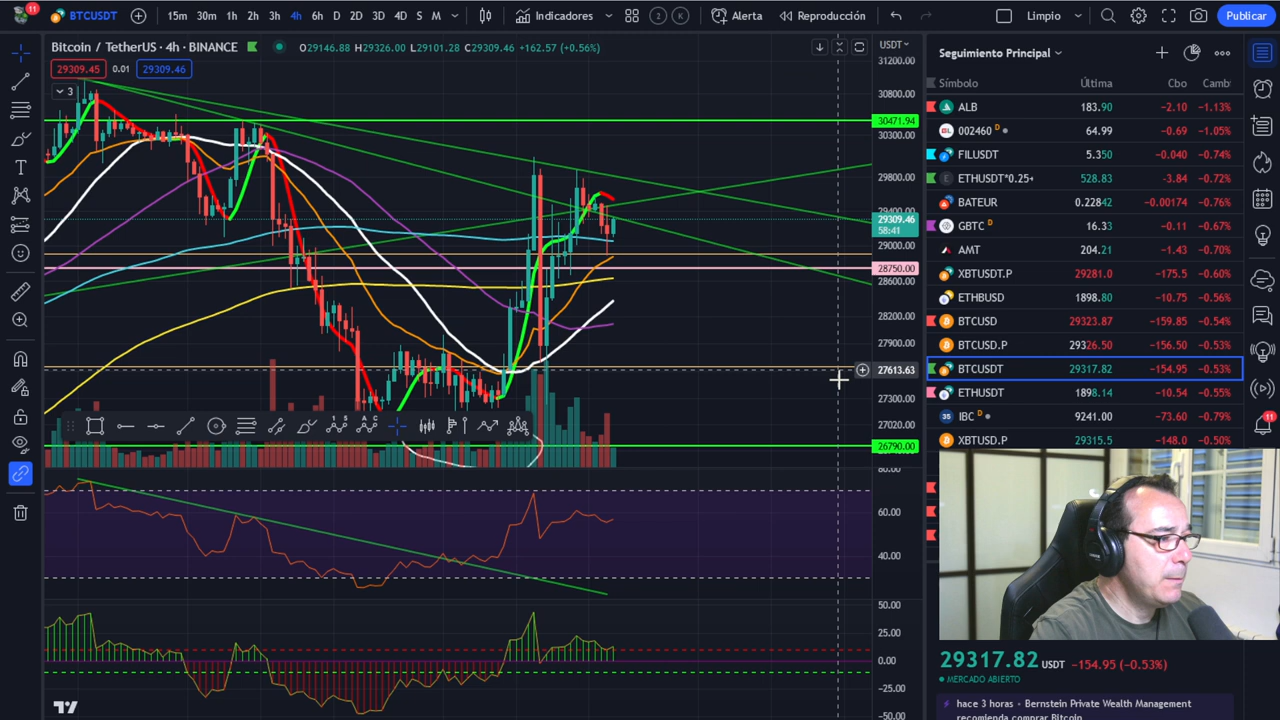 11 BTCUSDT 15m 30m 1h 2h 3h 4h 6h D 2D 3D 4D S M Indicadores 2 K Alerta Reproducción Limpio Publicar
Bitcoin / TetherUS · 4h · BINANCE O29146.88 H29326.00 L29101.28 C29309.46 +162.57 (+0.56%)
29309.45 0.01 29309.46
3
USDT
31200.00
30800.00
30471.94
30300.00
29800.00
29400.00
29309.46
58:41
29000.00
28750.00
28600.00
28200.00
27900.00
27613.63
27300.00
27020.00
26790.00
80.00
60.00
40.00
50.00
25.00
0.00
−25.00
−50.00
Seguimiento Principal
Símbolo Última Cbo Camb
ALB 183.90 −2.10 −1.13%
002460 D 64.99 −0.69 −1.05%
FILUSDT 5.350 −0.040 −0.74%
ETHUSDT*0.25+ 528.83 −3.84 −0.72%
BATEUR 0.22842 −0.00174 −0.76%
GBTC D 16.33 −0.11 −0.67%
AMT 204.21 −1.43 −0.70%
XBTUSDT.P 29281.0 −175.5 −0.60%
ETHBUSD 1898.80 −10.75 −0.56%
BTCUSD 29323.87 −159.85 −0.54%
BTCUSD.P 29326.50 −156.50 −0.53%
BTCUSDT 29317.82 −154.95 −0.53%
ETHUSDT 1898.14 −10.54 −0.55%
IBC D 9241.00 −73.60 −0.79%
XBTUSD.P 29315.5 −148.0 −0.50%
11
29317.82 USDT −154.95 (−0.53%)
MERCADO ABIERTO
hace 3 horas · Bernstein Private Wealth Management
recomienda comprar Bitcoin